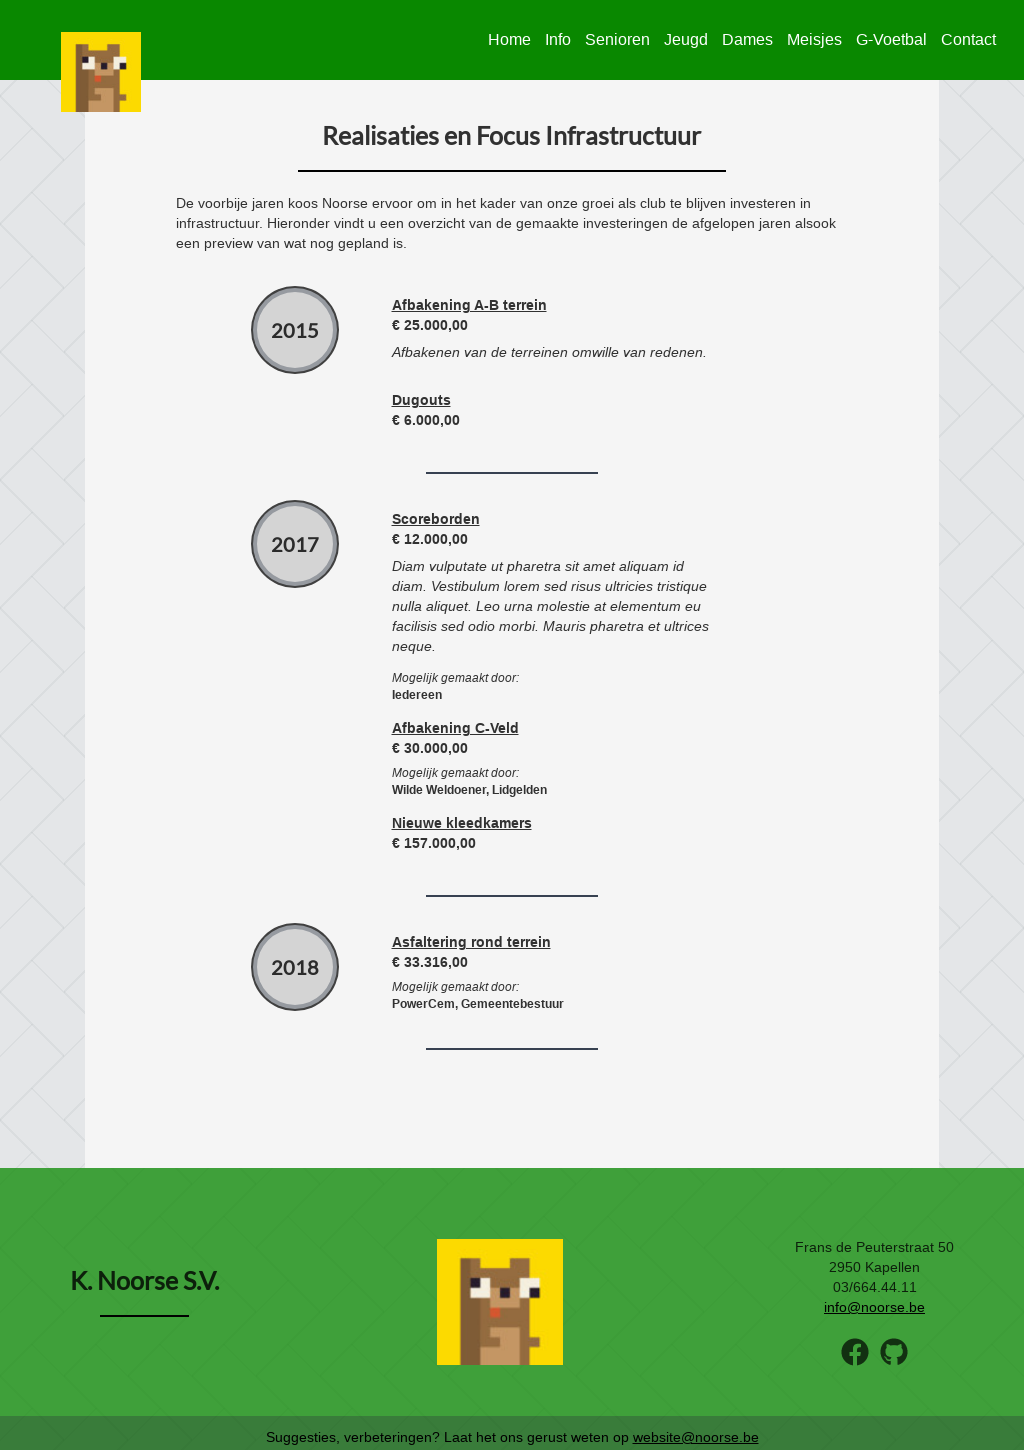 Home Info Senioren Jeugd Dames Meisjes G-Voetbal Contact
Realisaties en Focus Infrastructuur
De voorbije jaren koos Noorse ervoor om in het kader van onze groei als club te blijven investeren in
infrastructuur. Hieronder vindt u een overzicht van de gemaakte investeringen de afgelopen jaren alsook
een preview van wat nog gepland is.
2015
Afbakening A-B terrein
€ 25.000,00
Afbakenen van de terreinen omwille van redenen.
Dugouts
€ 6.000,00
2017
Scoreborden
€ 12.000,00
Diam vulputate ut pharetra sit amet aliquam id
diam. Vestibulum lorem sed risus ultricies tristique
nulla aliquet. Leo urna molestie at elementum eu
facilisis sed odio morbi. Mauris pharetra et ultrices
neque.
Mogelijk gemaakt door:
Iedereen
Afbakening C-Veld
€ 30.000,00
Mogelijk gemaakt door:
Wilde Weldoener, Lidgelden
Nieuwe kleedkamers
€ 157.000,00
2018
Asfaltering rond terrein
€ 33.316,00
Mogelijk gemaakt door:
PowerCem, Gemeentebestuur
K. Noorse S.V.
Frans de Peuterstraat 50
2950 Kapellen
03/664.44.11
info@noorse.be
Suggesties, verbeteringen? Laat het ons gerust weten op website@noorse.be